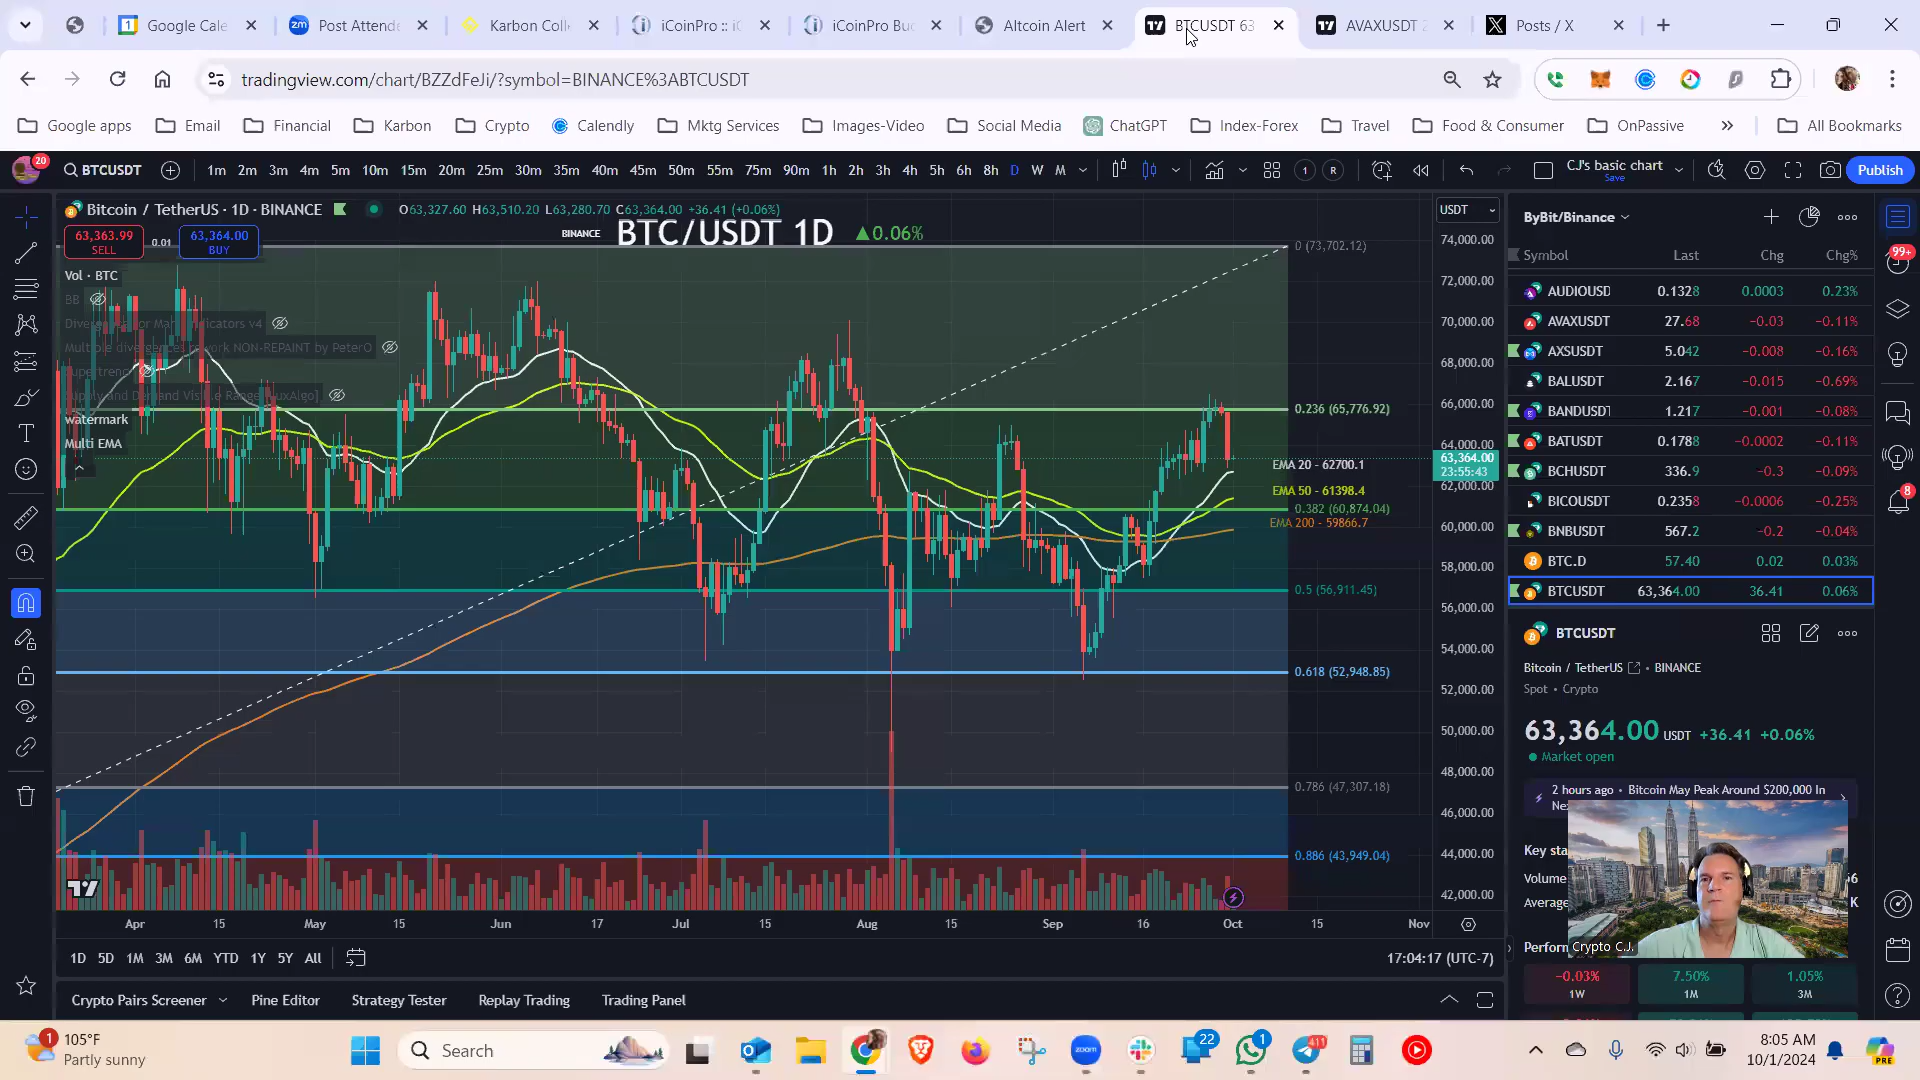 Google Cale
Post Attende
Karbon Coll
iCoinPro :: iC
iCoinPro Bu
Altcoin Alert
BTCUSDT 63
AVAXUSDT 2
Posts / X
tradingview.com/chart/BZZdFeJi/?symbol=BINANCE%3ABTCUSDT
Google apps
Email
Financial
Karbon
Crypto
Calendly
Mktg Services
Images-Video
Social Media
ChatGPT
Index-Forex
Travel
Food & Consumer
OnPassive
All Bookmarks
20
BTCUSDT
1m 2m 3m 4m 5m 10m 15m 20m 25m 30m 35m 40m 45m 50m 55m 75m 90m 1h 2h 3h 4h 5h 6h 8h D W M
1
R
CJ's basic chart
Save
Publish
Bitcoin / TetherUS · 1D · BINANCE
O63,327.60 H63,510.20 L63,280.70 C63,364.00 +36.41 (+0.06%)
63,363.99
SELL
0.01
63,364.00
BUY
BINANCE BTC/USDT 1D ▲0.06%
Vol · BTC
BB
watermark
Multi EMA
0 (73,702.12)
0.236 (65,776.92)
EMA 20 - 62700.1
EMA 50 - 61398.4
0.382 (60,874.04)
EMA 200 - 59866.7
0.5 (56,911.45)
0.618 (52,948.85)
0.786 (47,307.18)
0.886 (43,949.04)
USDT
74,000.00
72,000.00
70,000.00
68,000.00
66,000.00
64,000.00
63,364.00
23:55:43
62,000.00
60,000.00
58,000.00
56,000.00
54,000.00
52,000.00
50,000.00
48,000.00
46,000.00
44,000.00
42,000.00
Apr 15 May 15 Jun 17 Jul 15 Aug 15 Sep 16 Oct 15 Nov
1D 5D 1M 3M 6M YTD 1Y 5Y All
17:04:17 (UTC-7)
Crypto Pairs Screener
Pine Editor
Strategy Tester
Replay Trading
Trading Panel
ByBit/Binance
Symbol Last Chg Chg%
AUDIOUSD 0.1328 0.0003 0.23%
AVAXUSDT 27.68 −0.03 −0.11%
AXSUSDT 5.042 −0.008 −0.16%
BALUSDT 2.167 −0.015 −0.69%
BANDUSDT 1.217 −0.001 −0.08%
BATUSDT 0.1788 −0.0002 −0.11%
BCHUSDT 336.9 −0.3 −0.09%
BICOUSDT 0.2358 −0.0006 −0.25%
BNBUSDT 567.2 −0.2 −0.04%
BTC.D 57.40 0.02 0.03%
BTCUSDT 63,364.00 36.41 0.06%
BTCUSDT
Bitcoin / TetherUS • BINANCE
Spot • Crypto
63,364.00 USDT +36.41 +0.06%
Market open
2 hours ago • Bitcoin May Peak Around $200,000 In
Key sta
Volume
Average
K
Perform
Crypto C.J.
−0.03%
1W
7.50%
1M
1.05%
3M
99+
8
1
105°F
Partly sunny
Search
zoom
22
1
411
8:05 AM
10/1/2024
PRE